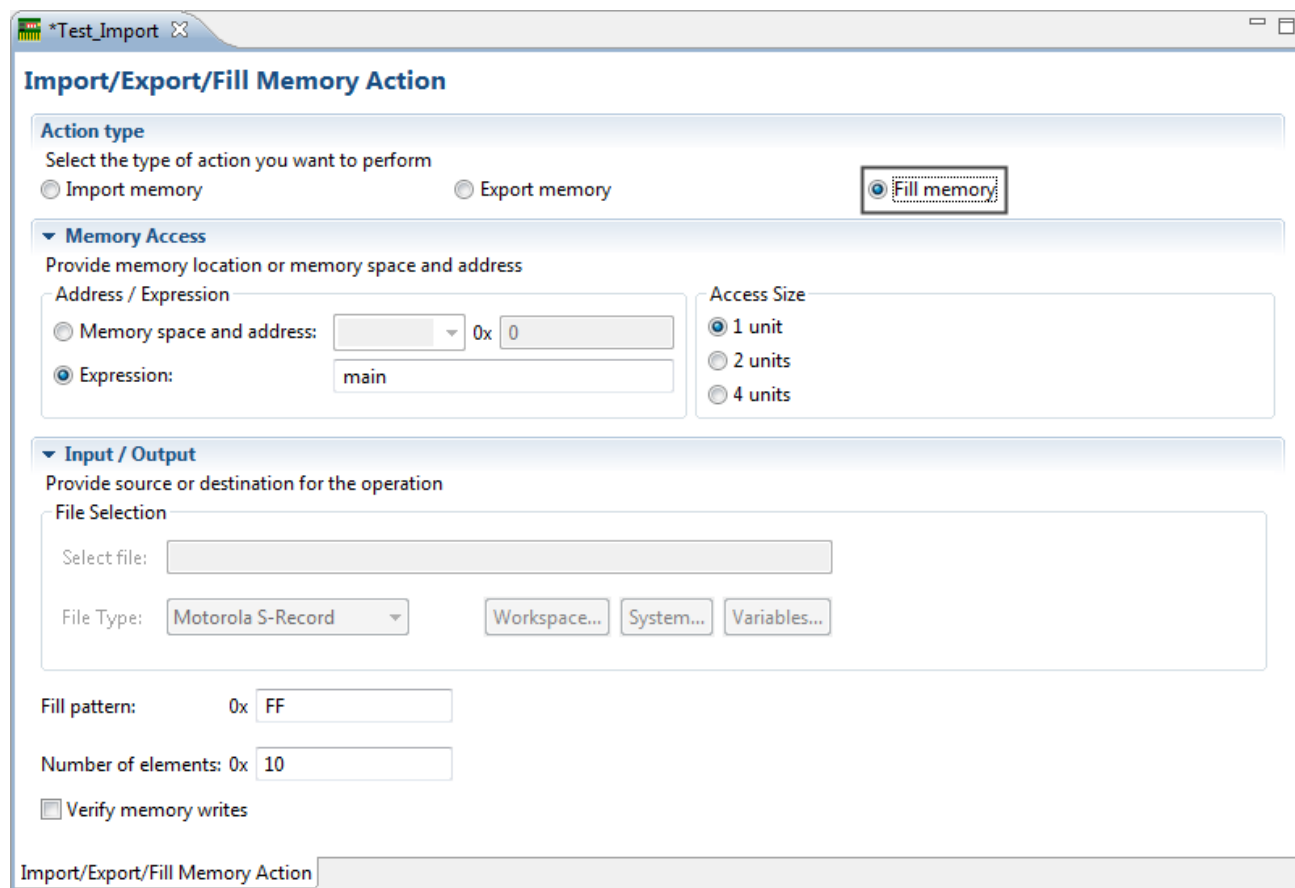 *Test_Import
Import/Export/Fill Memory Action
Action type
Select the type of action you want to perform
Import memory Export memory Fill memory
Memory Access
Provide memory location or memory space and address
Address / Expression Access Size
Memory space and address: 0x 0 1 unit
2 units
Expression: main
4 units
Input / Output
Provide source or destination for the operation
File Selection
Select file:
File Type: Motorola S-Record Workspace... System... Variables...
Fill pattern: 0x FF
Number of elements: 0x 10
Verify memory writes
Import/Export/Fill Memory Action